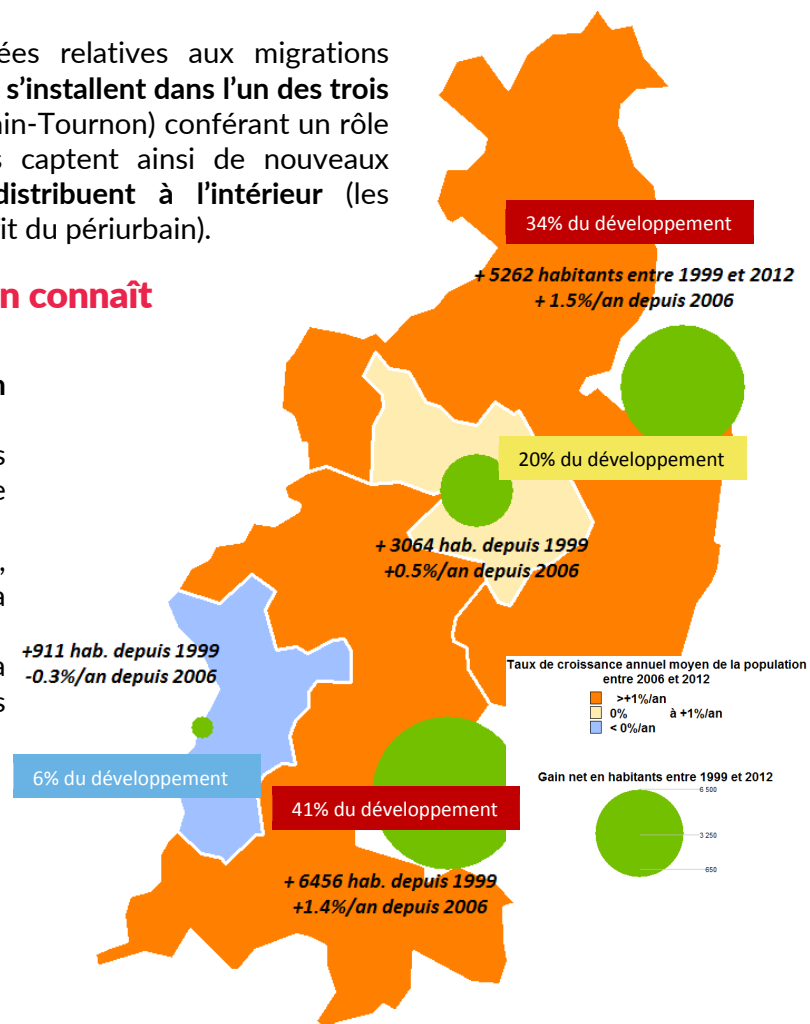 ées relatives aux migrations
s’installent dans l’un des trois
ain-Tournon) conférant un rôle
s captent ainsi de nouveaux
distribuent à l’intérieur (les
it du périurbain).
n connaît
n
s
e
,
a
a
s
34% du développement
+ 5262 habitants entre 1999 et 2012
+ 1.5%/an depuis 2006
20% du développement
+ 3064 hab. depuis 1999
+0.5%/an depuis 2006
+911 hab. depuis 1999
-0.3%/an depuis 2006
6% du développement
41% du développement
+ 6456 hab. depuis 1999
+1.4%/an depuis 2006
Taux de croissance annuel moyen de la population
entre 2006 et 2012
>+1%/an
0% à +1%/an
< 0%/an
Gain net en habitants entre 1999 et 2012
6 500
3 250
650